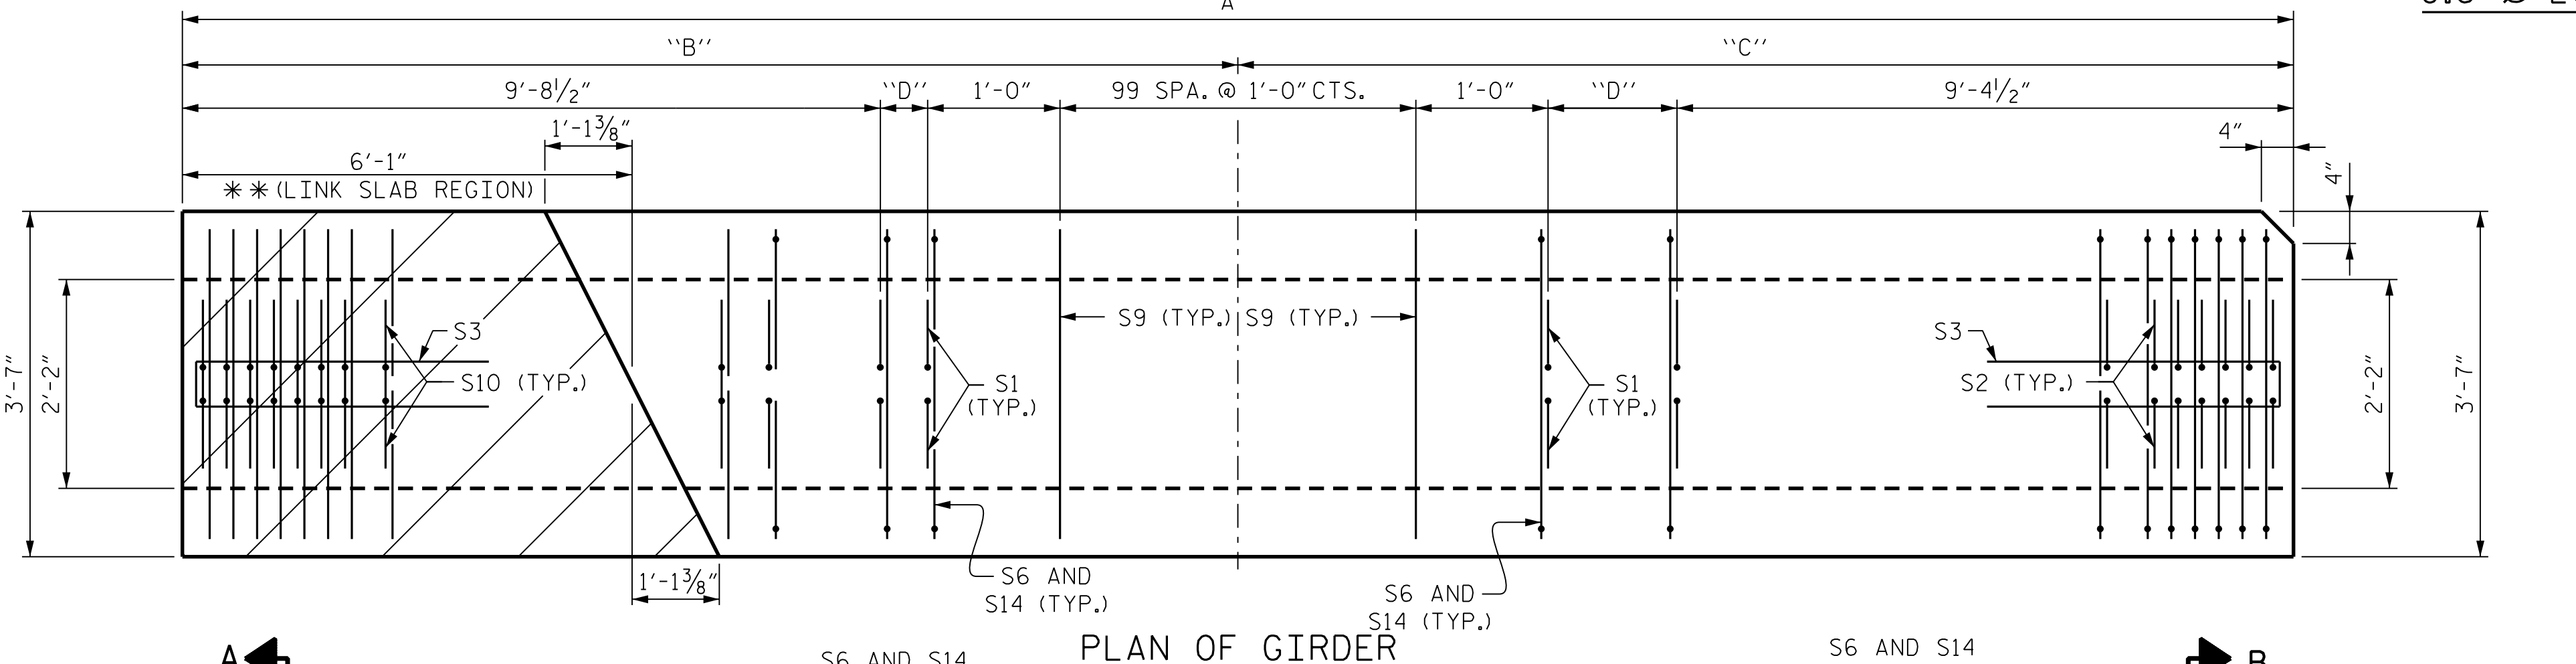 A
``B'' ``C''
9'-8½" ``D'' 1'-0" 99 SPA. @ 1'-0" CTS. 1'-0" ``D'' 9'-4½"
1'-1⅜" 4"
6'-1"
**(LINK SLAB REGION)
4"
3'-7" 2'-2" 2'-2" 3'-7"
S9 (TYP.) S9 (TYP.)
S3 S3
S10 (TYP.) S1 S1 S2 (TYP.)
(TYP.) (TYP.)
1'-1⅜"
S6 AND
S14 (TYP.)
S6 AND
S14 (TYP.)
PLAN OF GIRDER
A S6 AND S14 S6 AND S14 B